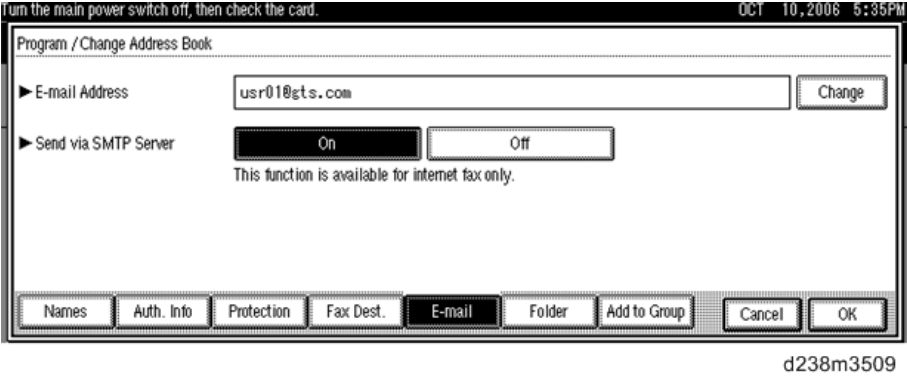 Turn the main power switch off, then check the card. OCT 10,2006 5:35PM
Program / Change Address Book
►E-mail Address usr01@gts.com Change
►Send via SMTP Server On Off
This function is available for internet fax only.
Names Auth. Info Protection Fax Dest. E-mail Folder Add to Group Cancel OK
d238m3509